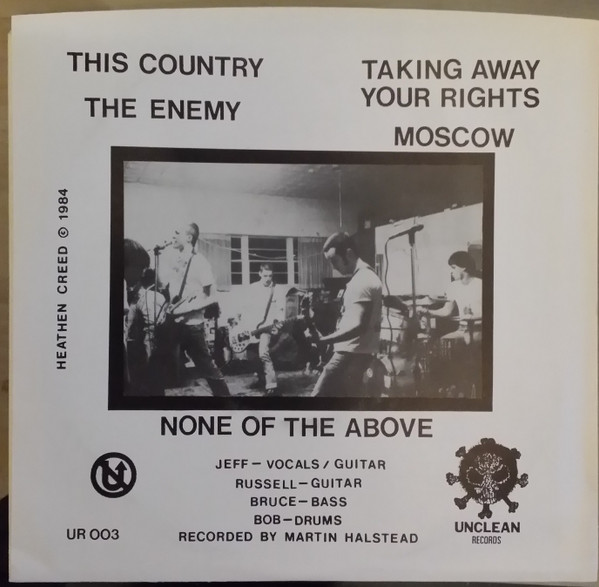 THIS COUNTRY
THE ENEMY
TAKING AWAY
YOUR RIGHTS
MOSCOW
HEATHEN CREED © 1984
NONE OF THE ABOVE
JEFF — VOCALS / GUITAR
RUSSELL — GUITAR
BRUCE — BASS
BOB — DRUMS
RECORDED BY MARTIN HALSTEAD
UR 003
UNCLEAN
RECORDS